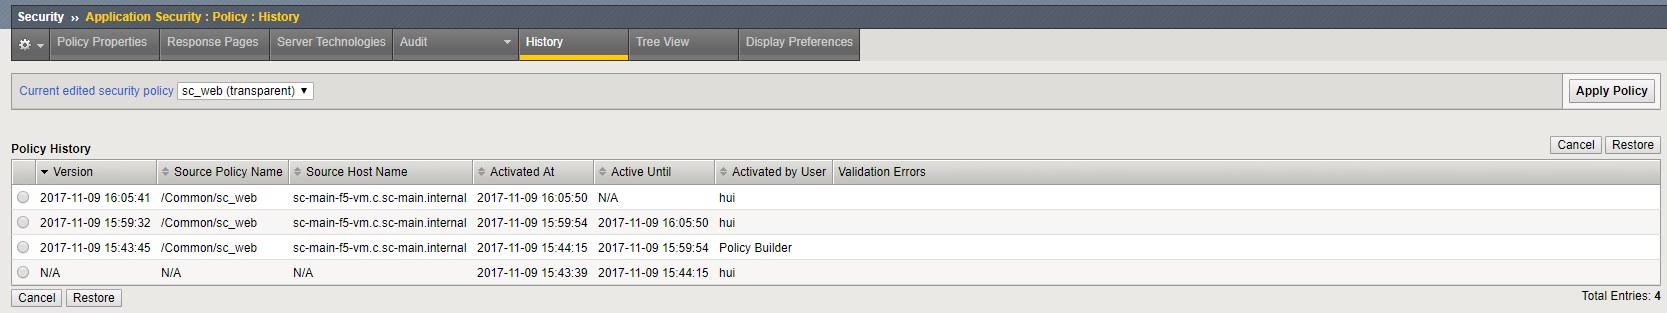 Security ›› Application Security : Policy : History
Policy Properties Response Pages Server Technologies Audit History Tree View Display Preferences
Current edited security policy sc_web (transparent) Apply Policy
Policy History Cancel Restore
Version Source Policy Name Source Host Name Activated At Active Until Activated by User Validation Errors
2017-11-09 16:05:41 /Common/sc_web sc-main-f5-vm.c.sc-main.internal 2017-11-09 16:05:50 N/A hui
2017-11-09 15:59:32 /Common/sc_web sc-main-f5-vm.c.sc-main.internal 2017-11-09 15:59:54 2017-11-09 16:05:50 hui
2017-11-09 15:43:45 /Common/sc_web sc-main-f5-vm.c.sc-main.internal 2017-11-09 15:44:15 2017-11-09 15:59:54 Policy Builder
N/A N/A N/A 2017-11-09 15:43:39 2017-11-09 15:44:15 hui
Cancel Restore Total Entries: 4